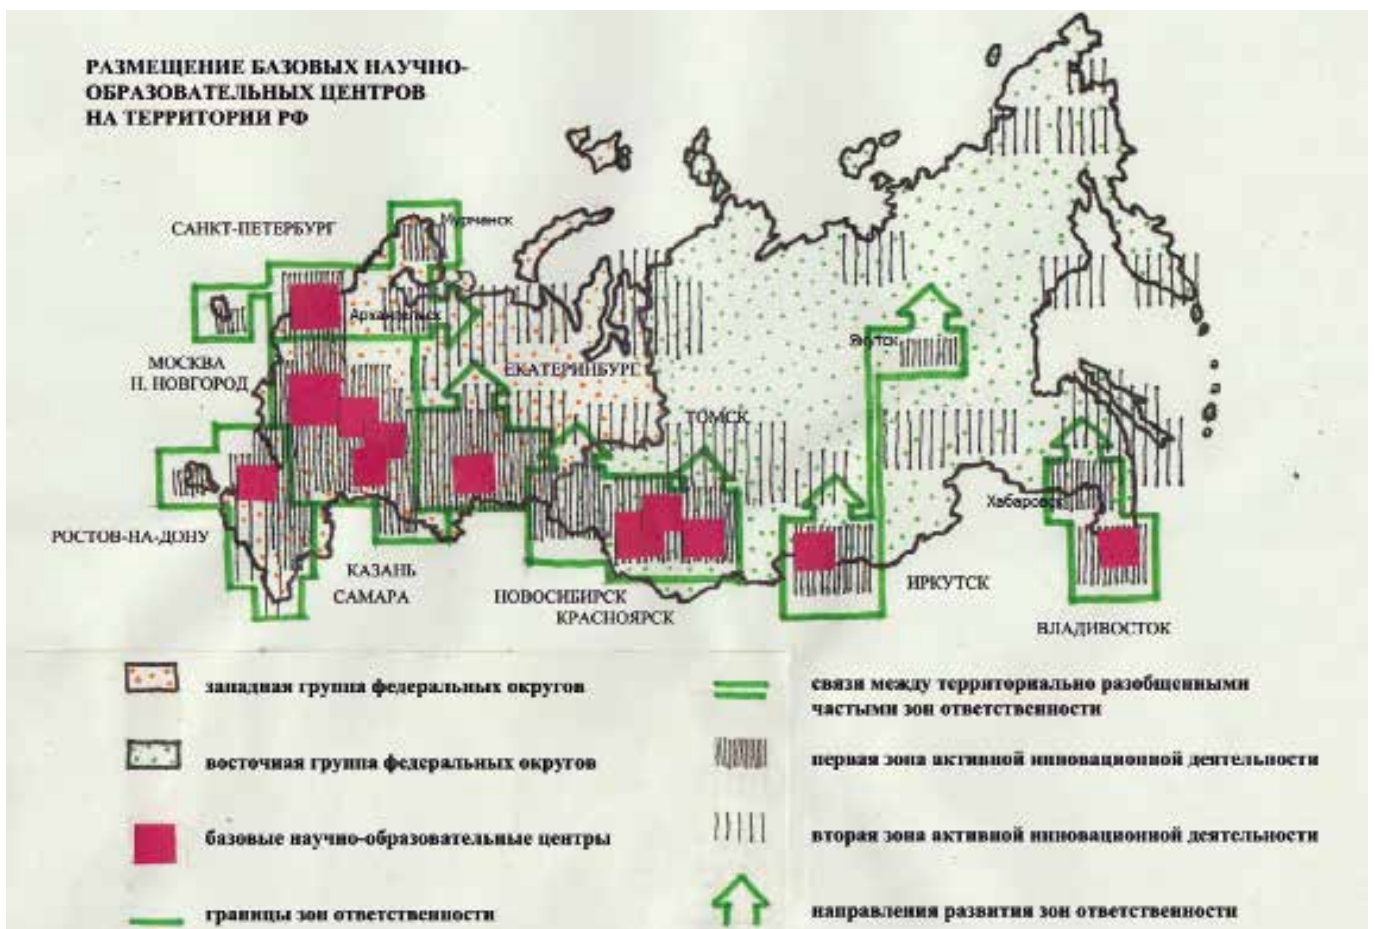 РАЗМЕЩЕНИЕ БАЗОВЫХ НАУЧНО-
ОБРАЗОВАТЕЛЬНЫХ ЦЕНТРОВ
НА ТЕРРИТОРИИ РФ
САНКТ-ПЕТЕРБУРГ
Мурманск
Архангельск
МОСКВА
Н. НОВГОРОД
ЕКАТЕРИНБУРГ
Якутск
ТОМСК
Хабаровск
РОСТОВ-НА-ДОНУ
КАЗАНЬ
САМАРА
НОВОСИБИРСК
КРАСНОЯРСК
ИРКУТСК
ВЛАДИВОСТОК
западная группа федеральных округов
восточная группа федеральных округов
базовые научно-образовательные центры
границы зон ответственности
связи между территориально разобщенными
частыми зон ответственности
первая зона активной инновационной деятельности
вторая зона активной инновационной деятельности
направления развития зон ответственности